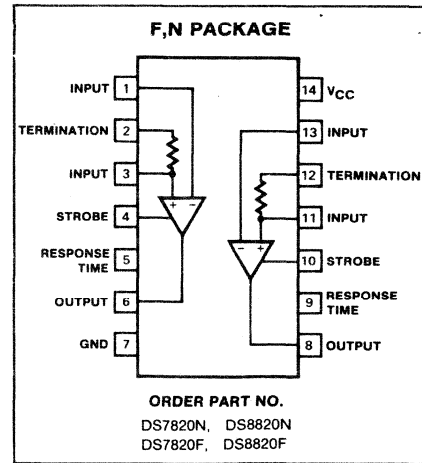 F,N PACKAGE
INPUT 1
TERMINATION 2
INPUT 3
STROBE 4
RESPONSE
TIME 5
OUTPUT 6
GND 7
14 VCC
13 INPUT
12 TERMINATION
11 INPUT
10 STROBE
9 RESPONSE
TIME
8 OUTPUT
+ −
− +
ORDER PART NO.
DS7820N, DS8820N
DS7820F, DS8820F